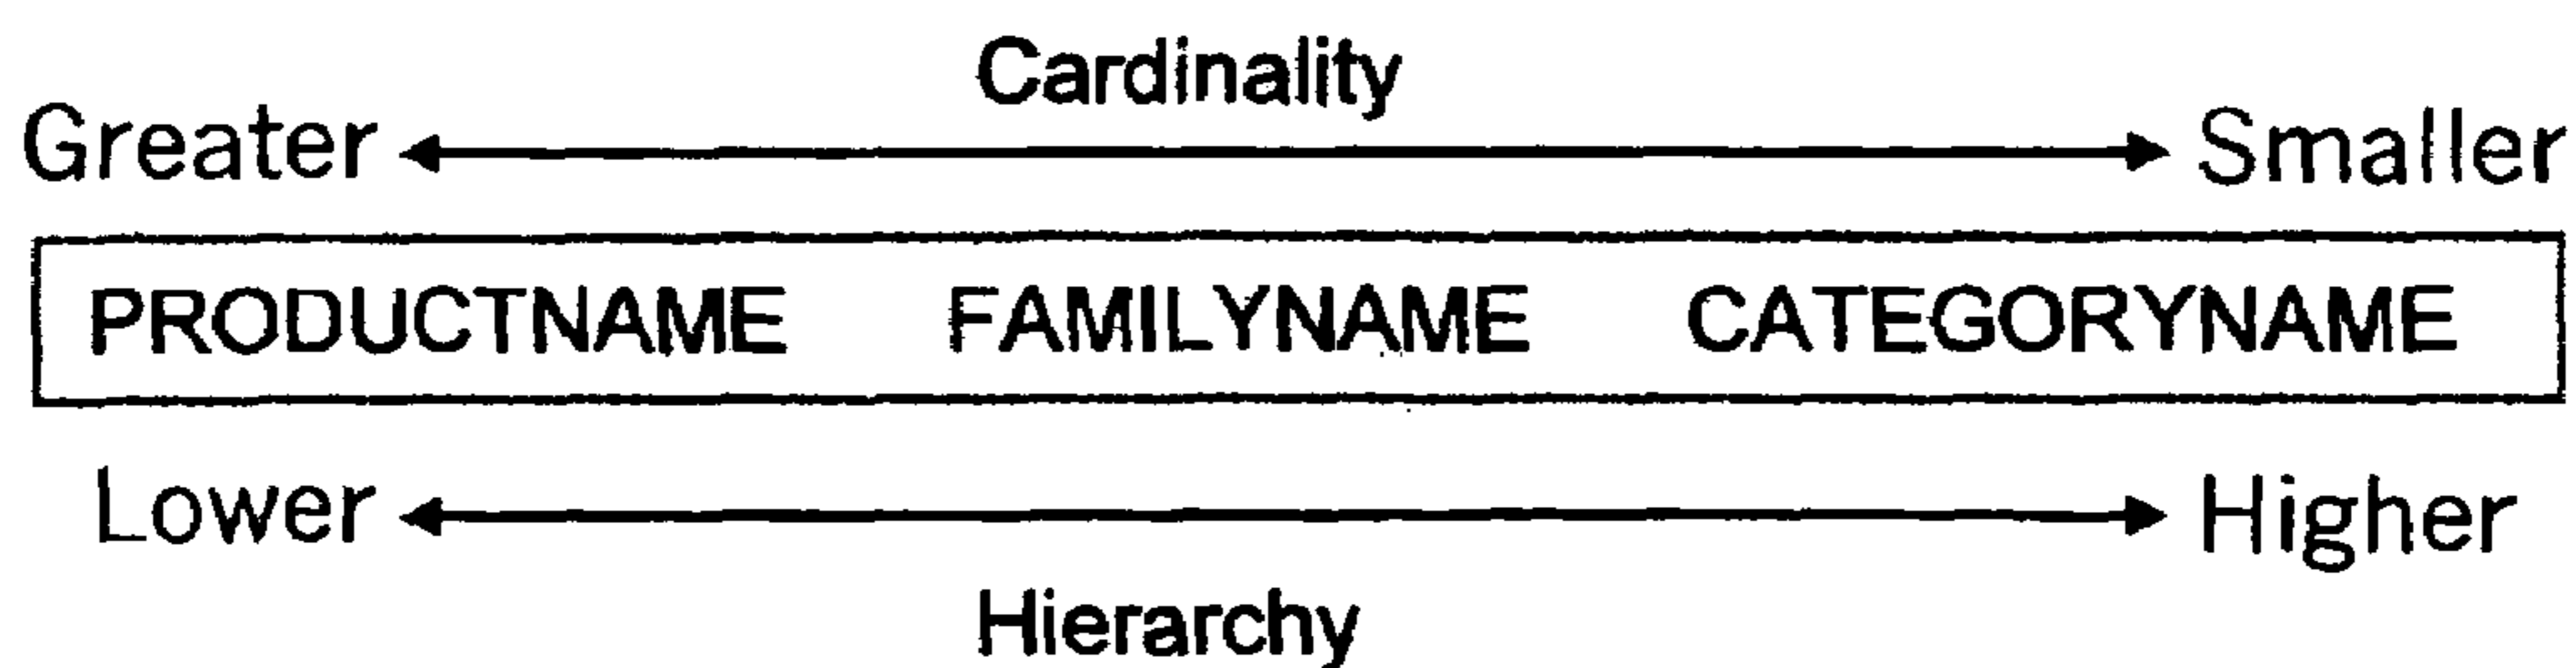 Cardinality
Greater Smaller
PRODUCTNAME FAMILYNAME CATEGORYNAME
Lower Higher
Hierarchy